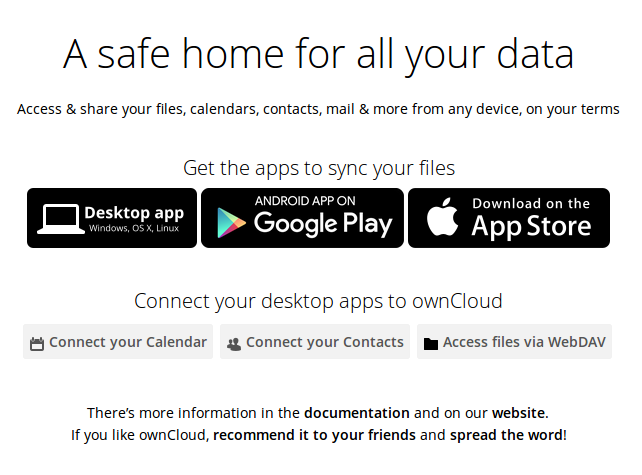 A safe home for all your data
Access & share your files, calendars, contacts, mail & more from any device, on your terms
Get the apps to sync your files
Desktop app
Windows, OS X, Linux
ANDROID APP ON
Google Play
Download on the
App Store
Connect your desktop apps to ownCloud
Connect your Calendar
Connect your Contacts
Access files via WebDAV
There’s more information in the documentation and on our website.
If you like ownCloud, recommend it to your friends and spread the word!